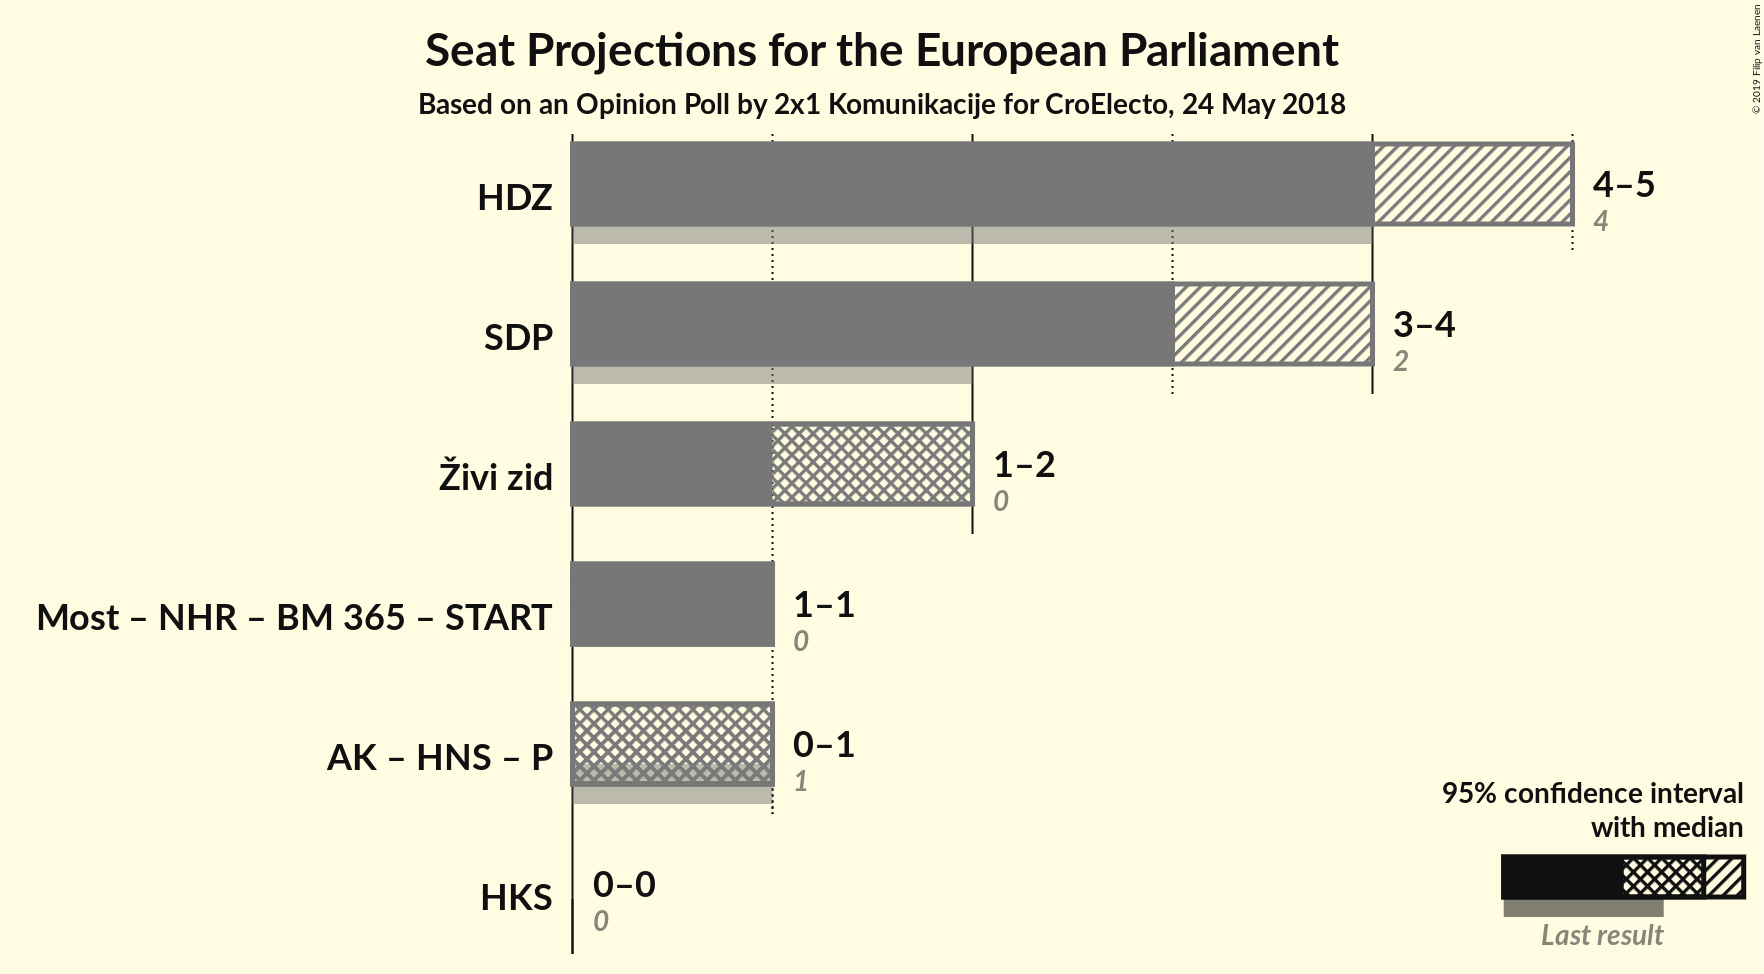 Seat Projections for the European Parliament
Based on an Opinion Poll by 2x1 Komunikacije for CroElecto, 24 May 2018
© 2019 Filip van Laenen
HDZ
4–5
4
SDP
3–4
2
Živi zid
1–2
0
Most – NHR – BM 365 – START
1–1
0
AK – HNS – P
0–1
1
HKS
0–0
0
95% confidence interval
with median
Last result